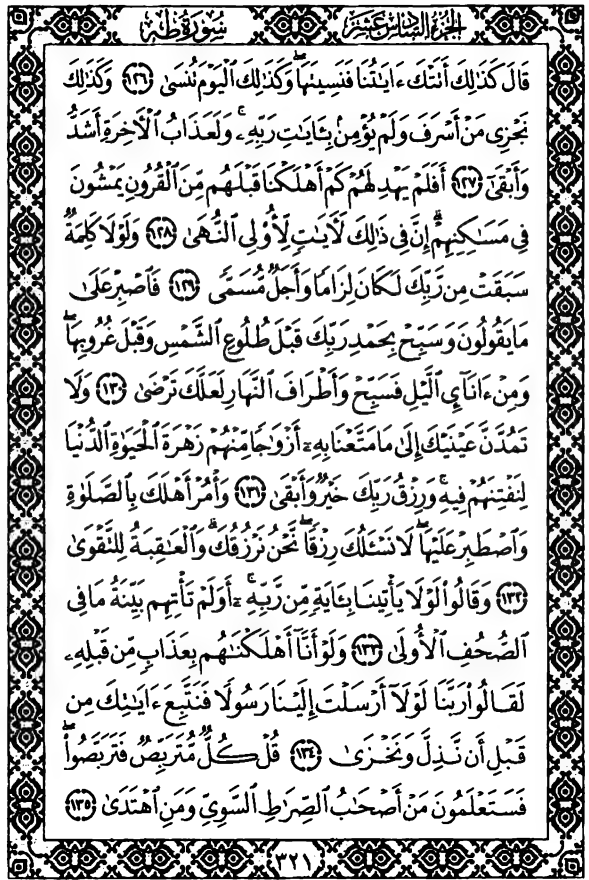 الجزء السادس عشر سورة طه
قَالَ كَذَٰلِكَ أَتَتْكَ ءَايَٰتُنَا فَنَسِيتَهَا ۖ وَكَذَٰلِكَ ٱلْيَوْمَ تُنسَىٰ ١٢٦ وَكَذَٰلِكَ
نَجْزِى مَنْ أَسْرَفَ وَلَمْ يُؤْمِنۢ بِـَٔايَٰتِ رَبِّهِۦ ۚ وَلَعَذَابُ ٱلْءَاخِرَةِ أَشَدُّ
وَأَبْقَىٰٓ ١٢٧ أَفَلَمْ يَهْدِ لَهُمْ كَمْ أَهْلَكْنَا قَبْلَهُم مِّنَ ٱلْقُرُونِ يَمْشُونَ
فِى مَسَٰكِنِهِمْ ۗ إِنَّ فِى ذَٰلِكَ لَءَايَٰتٍ لِّأُو۟لِى ٱلنُّهَىٰ ١٢٨ وَلَوْلَا كَلِمَةٌ
سَبَقَتْ مِن رَّبِّكَ لَكَانَ لِزَامًا وَأَجَلٌ مُّسَمًّى ١٢٩ فَٱصْبِرْ عَلَىٰ
مَا يَقُولُونَ وَسَبِّحْ بِحَمْدِ رَبِّكَ قَبْلَ طُلُوعِ ٱلشَّمْسِ وَقَبْلَ غُرُوبِهَا ۖ
وَمِنْ ءَانَآئِ ٱلَّيْلِ فَسَبِّحْ وَأَطْرَافَ ٱلنَّهَارِ لَعَلَّكَ تَرْضَىٰ ١٣٠ وَلَا
تَمُدَّنَّ عَيْنَيْكَ إِلَىٰ مَا مَتَّعْنَا بِهِۦٓ أَزْوَٰجًا مِّنْهُمْ زَهْرَةَ ٱلْحَيَوٰةِ ٱلدُّنْيَا
لِنَفْتِنَهُمْ فِيهِ ۚ وَرِزْقُ رَبِّكَ خَيْرٌ وَأَبْقَىٰ ١٣١ وَأْمُرْ أَهْلَكَ بِٱلصَّلَوٰةِ
وَٱصْطَبِرْ عَلَيْهَا ۖ لَا نَسْـَٔلُكَ رِزْقًا ۖ نَّحْنُ نَرْزُقُكَ ۗ وَٱلْعَٰقِبَةُ لِلتَّقْوَىٰ
١٣٢ وَقَالُوا۟ لَوْلَا يَأْتِينَا بِـَٔايَةٍ مِّن رَّبِّهِۦٓ ۚ أَوَلَمْ تَأْتِهِم بَيِّنَةُ مَا فِى
ٱلصُّحُفِ ٱلْأُولَىٰ ١٣٣ وَلَوْ أَنَّآ أَهْلَكْنَٰهُم بِعَذَابٍ مِّن قَبْلِهِۦ
لَقَالُوا۟ رَبَّنَا لَوْلَآ أَرْسَلْتَ إِلَيْنَا رَسُولًا فَنَتَّبِعَ ءَايَٰتِكَ مِن
قَبْلِ أَن نَّذِلَّ وَنَخْزَىٰ ١٣٤ قُلْ كُلٌّ مُّتَرَبِّصٌ فَتَرَبَّصُوا۟ ۖ
فَسَتَعْلَمُونَ مَنْ أَصْحَٰبُ ٱلصِّرَٰطِ ٱلسَّوِىِّ وَمَنِ ٱهْتَدَىٰ ١٣٥
٣٢١